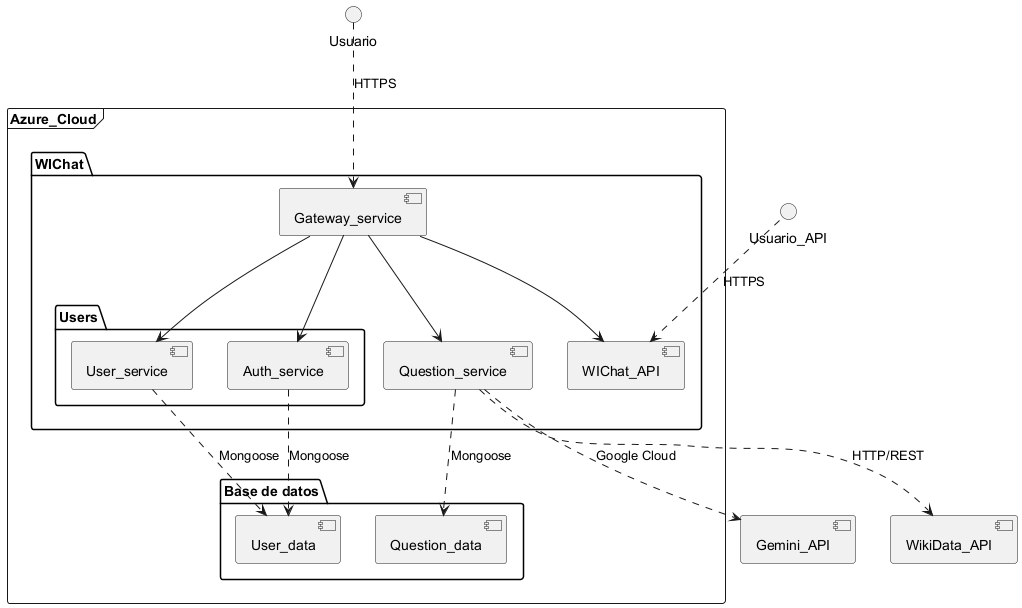 Usuario
HTTPS
Azure_Cloud
WIChat
Gateway_service
Usuario_API
HTTPS
Users
User_service
Auth_service
Question_service
WIChat_API
Mongoose
Mongoose
Mongoose
Google Cloud
HTTP/REST
Base de datos
User_data
Question_data
Gemini_API
WikiData_API